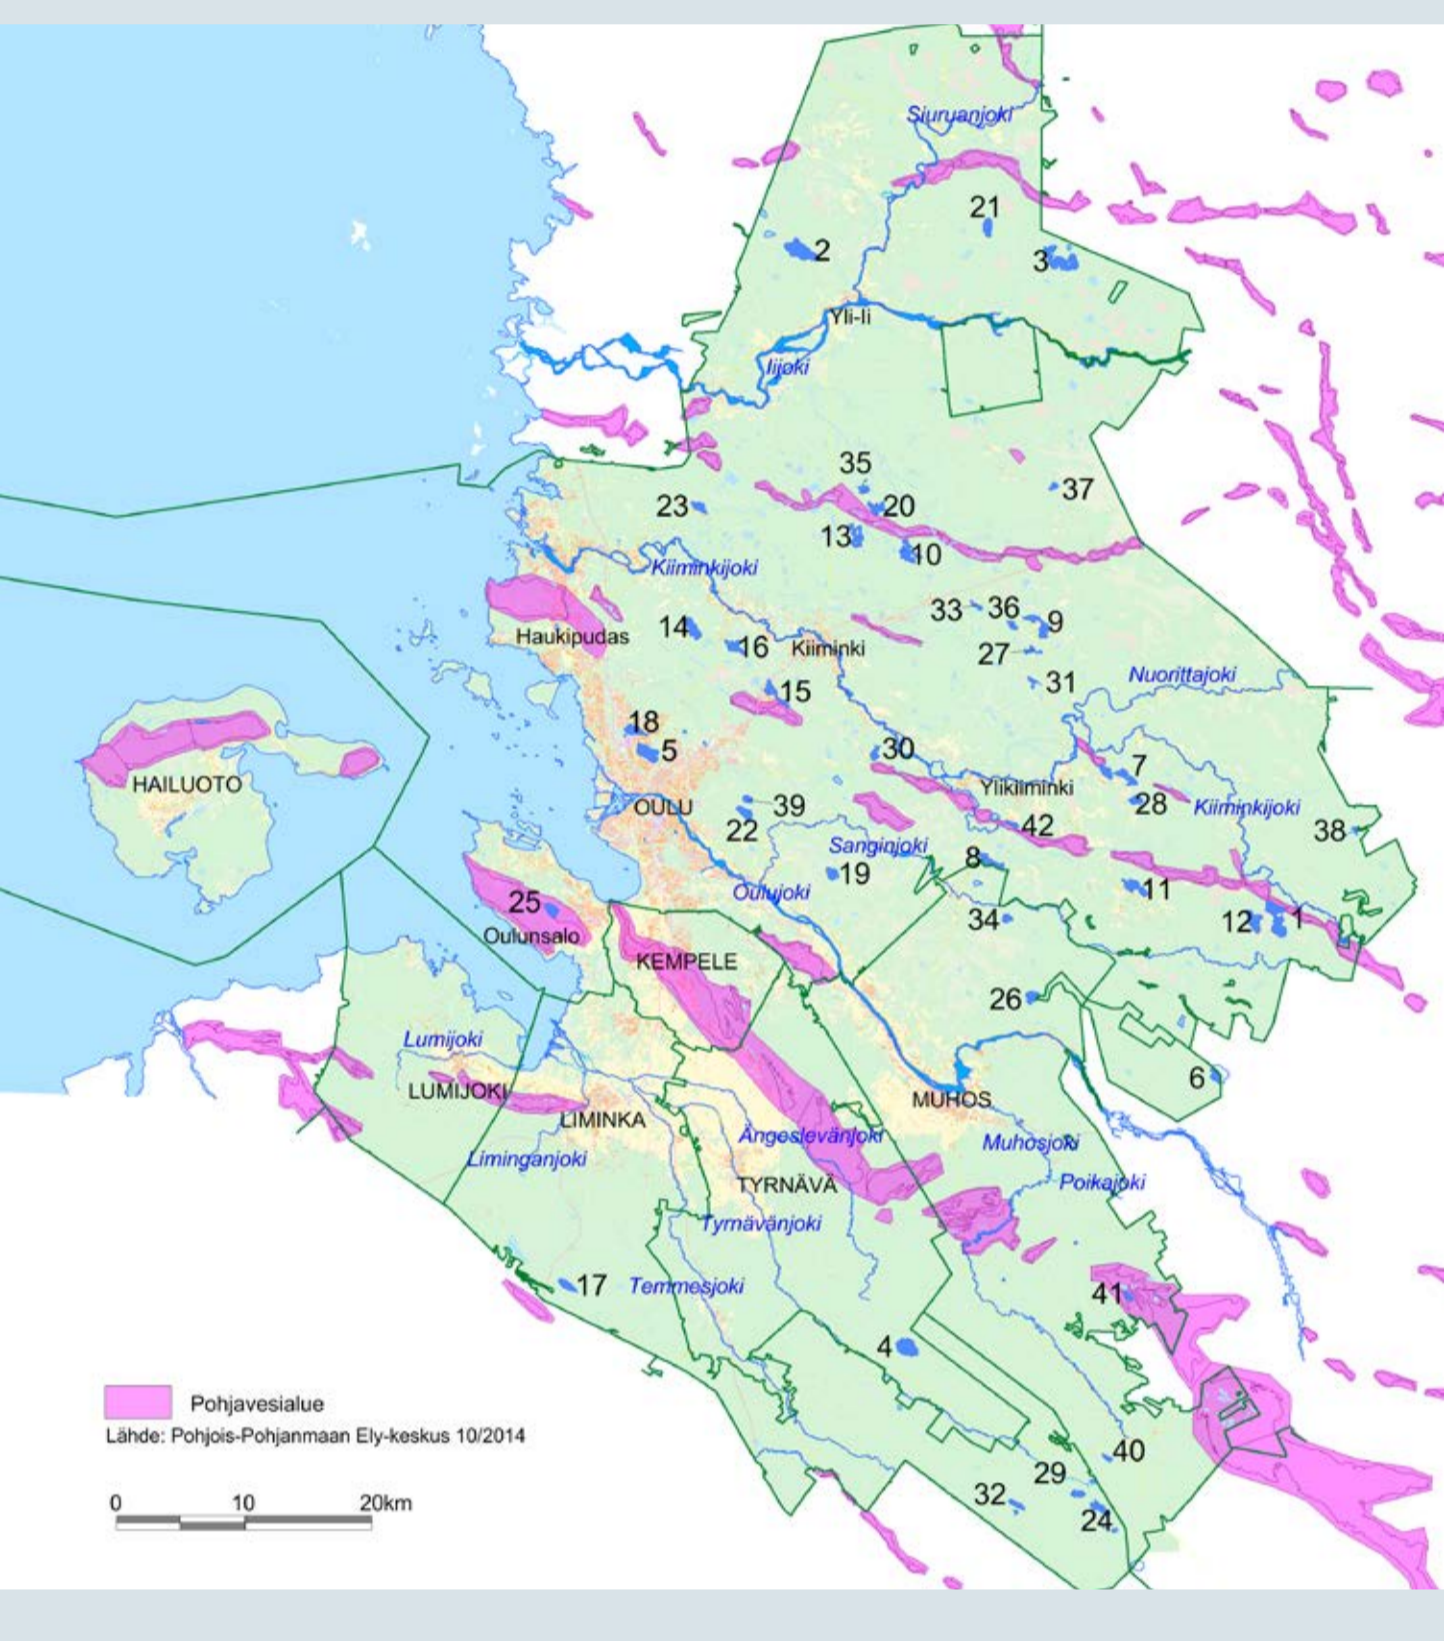 Siuruanjoki
21
2
3
Yli-Ii
Iijoki
35
37
23
20
13
10
Kiiminkijoki
33
36
9
14
Haukipudas
16
Kiiminki
27
Nuorittajoki
31
15
18
5
30
7
HAILUOTO
Ylikiiminki
28
Kiiminkijoki
OULU
39
22
42
38
Sanginjoki
8
19
Oulujoki
11
25
34
12
1
Oulunsalo
KEMPELE
26
Lumijoki
6
LUMIJOKI
MUHOS
LIMINKA
Ängeslevänjoki
Muhosjoki
Liminganjoki
Poikajoki
TYRNÄVÄ
Tyrnävänjoki
17
Temmesjoki
41
4
Pohjavesialue
Lähde: Pohjois-Pohjanmaan Ely-keskus 10/2014
40
29
32
24
0 10 20km